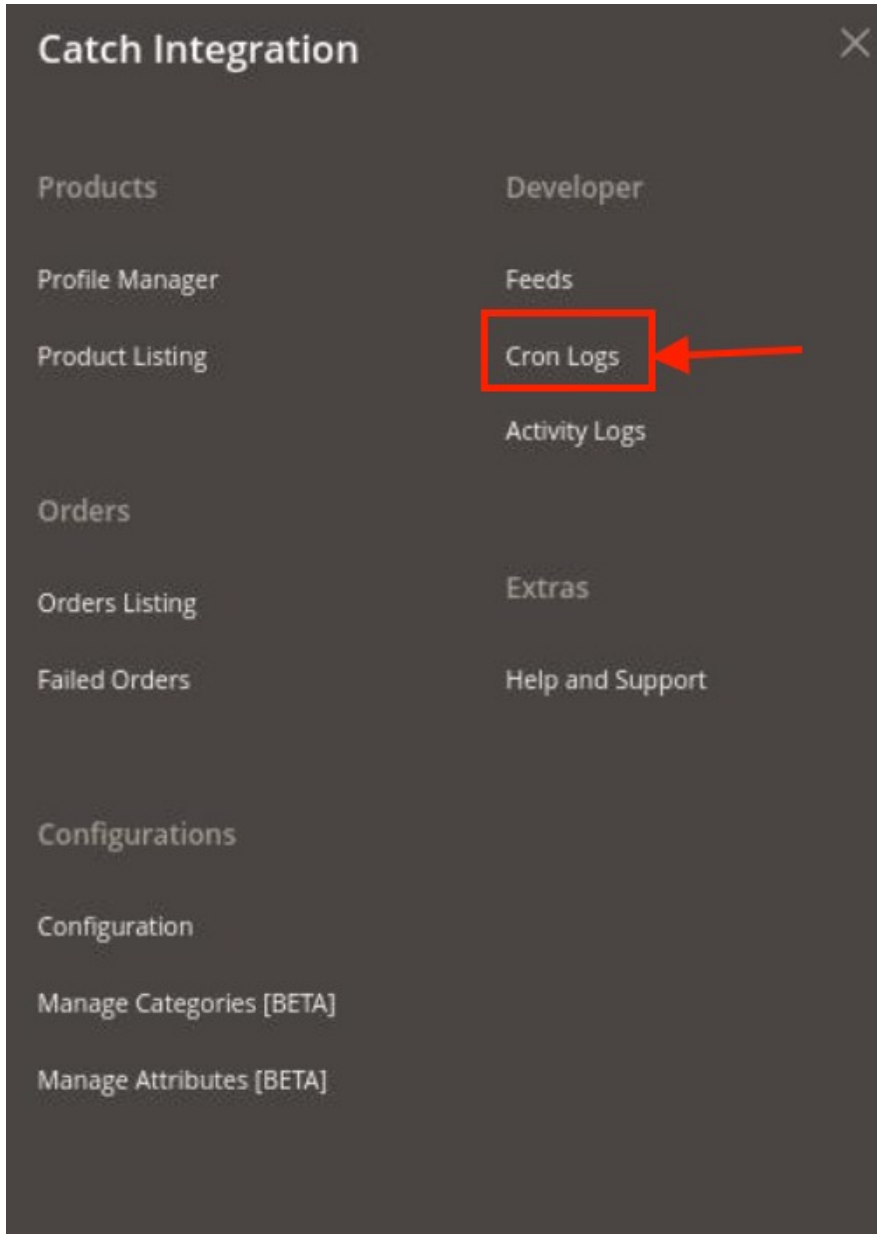 Catch Integration
Products
Profile Manager
Product Listing
Orders
Orders Listing
Failed Orders
Configurations
Configuration
Manage Categories [BETA]
Manage Attributes [BETA]
Developer
Feeds
Cron Logs
Activity Logs
Extras
Help and Support